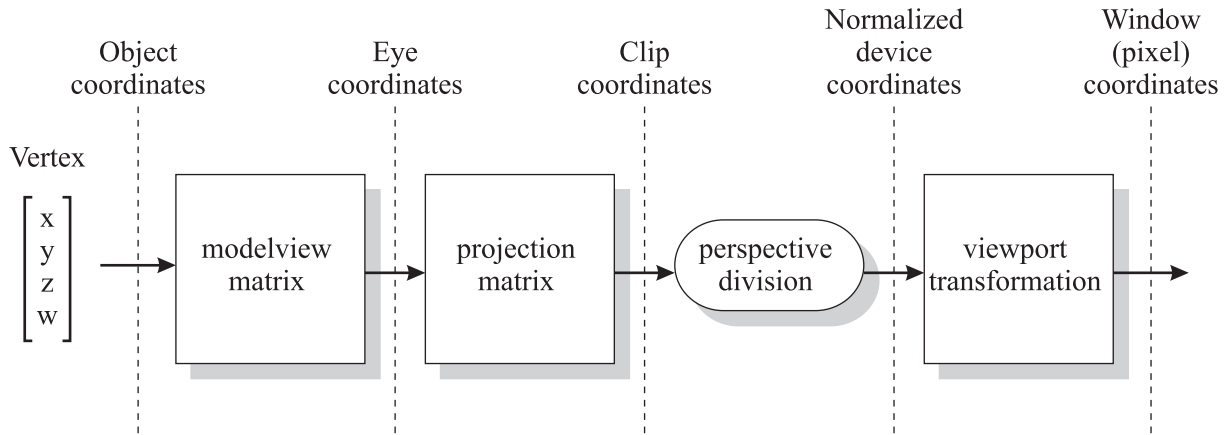 Object
coordinates
Eye
coordinates
Clip
coordinates
Normalized
device
coordinates
Window
(pixel)
coordinates
Vertex
x
y
z
w
modelview
matrix
projection
matrix
perspective
division
viewport
transformation